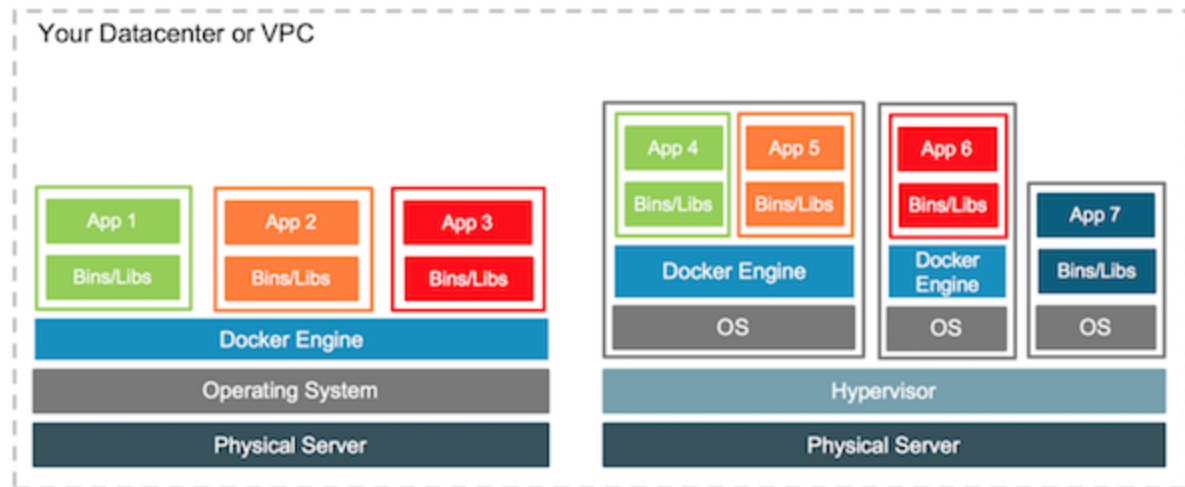 Your Datacenter or VPC
App 1
Bins/Libs
App 2
Bins/Libs
App 3
Bins/Libs
Docker Engine
Operating System
Physical Server
App 4
Bins/Libs
App 5
Bins/Libs
Docker Engine
OS
App 6
Bins/Libs
Docker
Engine
OS
App 7
Bins/Libs
OS
Hypervisor
Physical Server